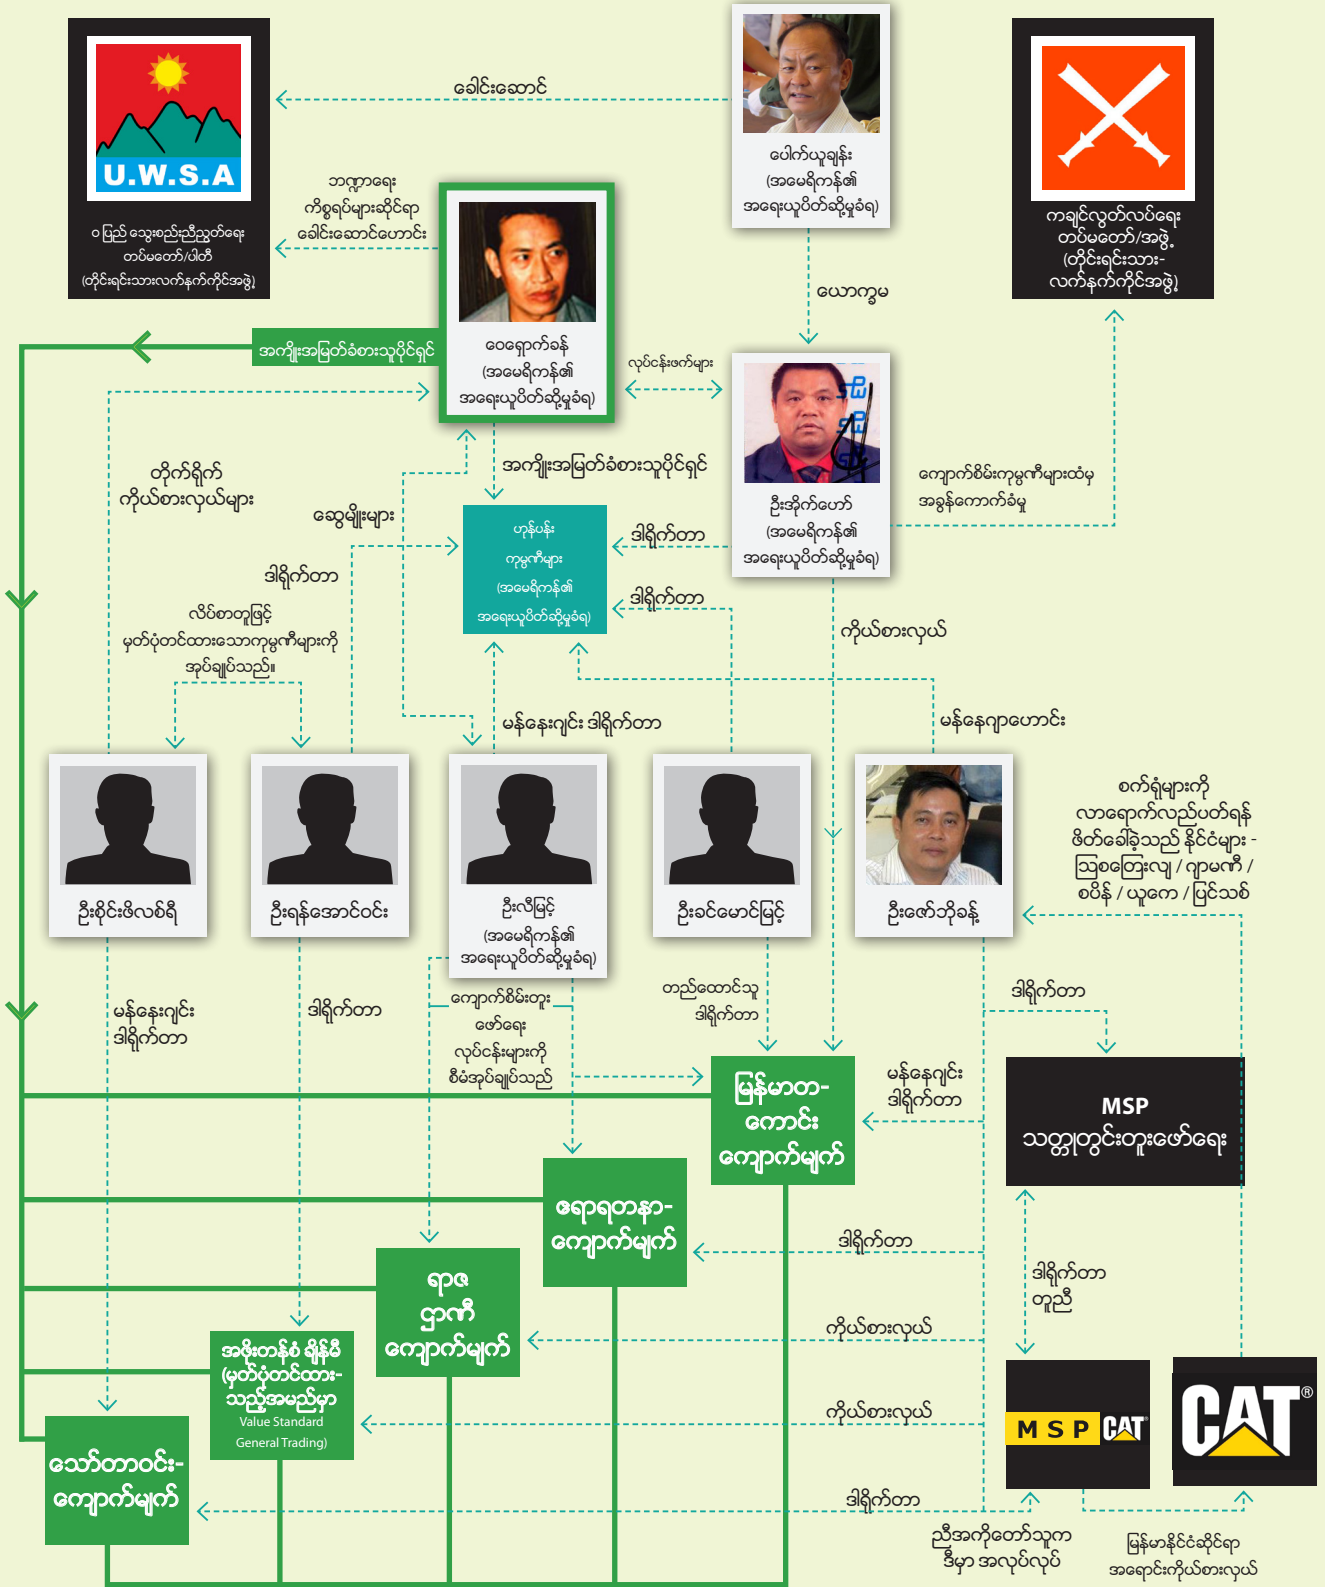 ခေါင်းဆောင်
U.W.S.A
ဝ ပြည် သွေးစည်းညီညွတ်ရေး
တပ်မတော်/ပါတီ
(တိုင်းရင်းသားလက်နက်ကိုင်အဖွဲ့)
ပေါက်ယူချန်း
(အမေရိကန်၏
အရေးယူပိတ်ဆို့မှုခံရ)
ကချင်လွတ်လပ်ရေး
တပ်မတော်/အဖွဲ့
(တိုင်းရင်းသား-
လက်နက်ကိုင်အဖွဲ့)
ဘဏ္ဍာရေး
ကိစ္စရပ်များဆိုင်ရာ
ခေါင်းဆောင်ဟောင်း
ယောက္ခမ
အကျိုးအမြတ်ခံစားသူပိုင်ရှင်
ဝေရှောက်ခန်
(အမေရိကန်၏
အရေးယူပိတ်ဆို့မှုခံရ)
လုပ်ငန်းဖက်များ
ဦးအိုက်ဟော်
(အမေရိကန်၏
အရေးယူပိတ်ဆို့မှုခံရ)
ကျောက်စိမ်းကုမ္ပဏီများထံမှ
အခွန်ကောက်ခံမှု
တိုက်ရိုက်
ကိုယ်စားလှယ်များ
အကျိုးအမြတ်ခံစားသူပိုင်ရှင်
ဆွေမျိုးများ
ဟုန်ပန်း
ကုမ္ပဏီများ
(အမေရိကန်၏
အရေးယူပိတ်ဆို့မှုခံရ)
ဒါရိုက်တာ
ဒါရိုက်တာ
ဒါရိုက်တာ
လိပ်စာတူဖြင့်
မှတ်ပုံတင်ထားသောကုမ္ပဏီများကို
အုပ်ချုပ်သည်။
ကိုယ်စားလှယ်
မန်နေးဂျင်း ဒါရိုက်တာ
မန်နေဂျာဟောင်း
ဦးစိုင်းဖိလစ်ရီ
ဦးရန်အောင်ဝင်း
ဦးလီမြင့်
(အမေရိကန်၏
အရေးယူပိတ်ဆို့မှုခံရ)
ဦးခင်မောင်မြင့်
ဦးဇော်ဘိုခန့်
စက်ရုံများကို
လာရောက်လည်ပတ်ရန်
ဖိတ်ခေါ်ခဲ့သည် နိုင်ငံများ -
ဩစတြေးလျ / ဂျာမဏီ /
စပိန် / ယူကေ / ပြင်သစ်
မန်နေးဂျင်း
ဒါရိုက်တာ
ဒါရိုက်တာ
ကျောက်စိမ်းတူး
ဖော်ရေး
လုပ်ငန်းများကို
စီမံအုပ်ချုပ်သည်
တည်ထောင်သူ
ဒါရိုက်တာ
ဒါရိုက်တာ
မြန်မာတ-
ကောင်း
ကျောက်မျက်
မန်နေဂျင်း
ဒါရိုက်တာ
MSP
သတ္တုတွင်းတူးဖော်ရေး
ဧရာရတနာ-
ကျောက်မျက်
ဒါရိုက်တာ
ရာဇ
ဌာဏီ
ကျောက်မျက်
ကိုယ်စားလှယ်
ဒါရိုက်တာ
တူညီ
အဖိုးတန်စံ ချိန်မီ
(မှတ်ပုံတင်ထား-
သည့်အမည်မှာ
Value Standard
General Trading)
ကိုယ်စားလှယ်
MSP CAT
CAT®
သော်တာဝင်း-
ကျောက်မျက်
ဒါရိုက်တာ
ညီအကိုတော်သူက
ဒီမှာ အလုပ်လုပ်
မြန်မာနိုင်ငံဆိုင်ရာ
အရောင်းကိုယ်စားလှယ်